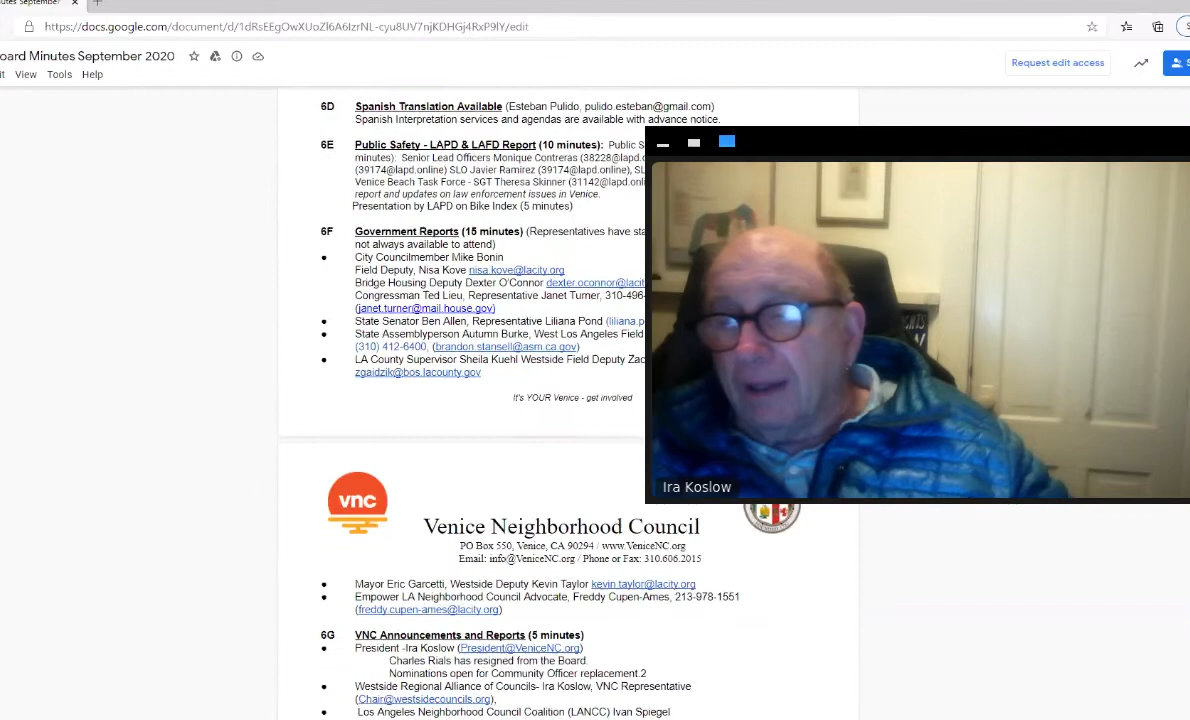 nutes September
https://docs.google.com/document/d/1dRsEEgOwXUoZl6A6IzrNL-cyu8UV7njKDHGj4RxP9lY/edit
oard Minutes September 2020
Request edit access
it View Tools Help
6D Spanish Translation Available (Esteban Pulido, pulido.esteban@gmail.com)
Spanish Interpretation services and agendas are available with advance notice.
6E Public Safety - LAPD & LAFD Report (10 minutes): Public S
minutes): Senior Lead Officers Monique Contreras (38228@lapd.o
(39174@lapd.online) SLO Javier Ramirez (39174@lapd.online), SL
Venice Beach Task Force - SGT Theresa Skinner (31142@lapd.onl
report and updates on law enforcement issues in Venice.
Presentation by LAPD on Bike Index (5 minutes)
6F Government Reports (15 minutes) (Representatives have sta
not always available to attend)
• City Councilmember Mike Bonin
Field Deputy, Nisa Kove nisa.kove@lacity.org
Bridge Housing Deputy Dexter O'Connor dexter.oconnor@lacit
Congressman Ted Lieu, Representative Janet Turner, 310-496-
(janet.turner@mail.house.gov)
• State Senator Ben Allen, Representative Liliana Pond (liliana.p
• State Assemblyperson Autumn Burke, West Los Angeles Field
(310) 412-6400, (brandon.stansell@asm.ca.gov)
• LA County Supervisor Sheila Kuehl Westside Field Deputy Zac
zgaidzik@bos.lacounty.gov
It's YOUR Venice - get involved
Ira Koslow
vnc
Venice Neighborhood Council
PO Box 550, Venice, CA 90294 / www.VeniceNC.org
Email: info@VeniceNC.org / Phone or Fax: 310.606.2015
• Mayor Eric Garcetti, Westside Deputy Kevin Taylor kevin.taylor@lacity.org
• Empower LA Neighborhood Council Advocate, Freddy Cupen-Ames, 213-978-1551
(freddy.cupen-ames@lacity.org)
6G VNC Announcements and Reports (5 minutes)
• President -Ira Koslow (President@VeniceNC.org)
Charles Rials has resigned from the Board.
Nominations open for Community Officer replacement.2
• Westside Regional Alliance of Councils- Ira Koslow, VNC Representative
(Chair@westsidecouncils.org),
• Los Angeles Neighborhood Council Coalition (LANCC) Ivan Spiegel